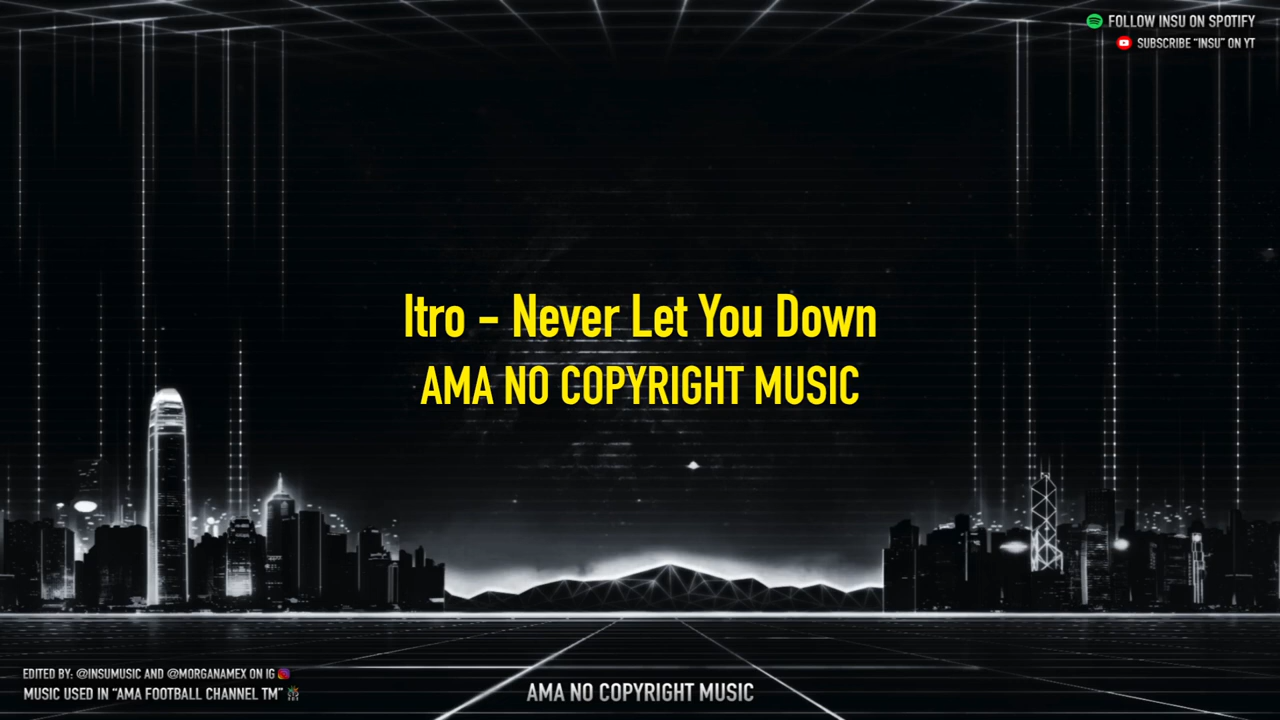 FOLLOW INSU ON SPOTIFY
SUBSCRIBE “INSU” ON YT
Itro - Never Let You Down
AMA NO COPYRIGHT MUSIC
EDITED BY: @INSUMUSIC AND @MORGANAMEX ON IG
MUSIC USED IN “AMA FOOTBALL CHANNEL TM”
AMA NO COPYRIGHT MUSIC